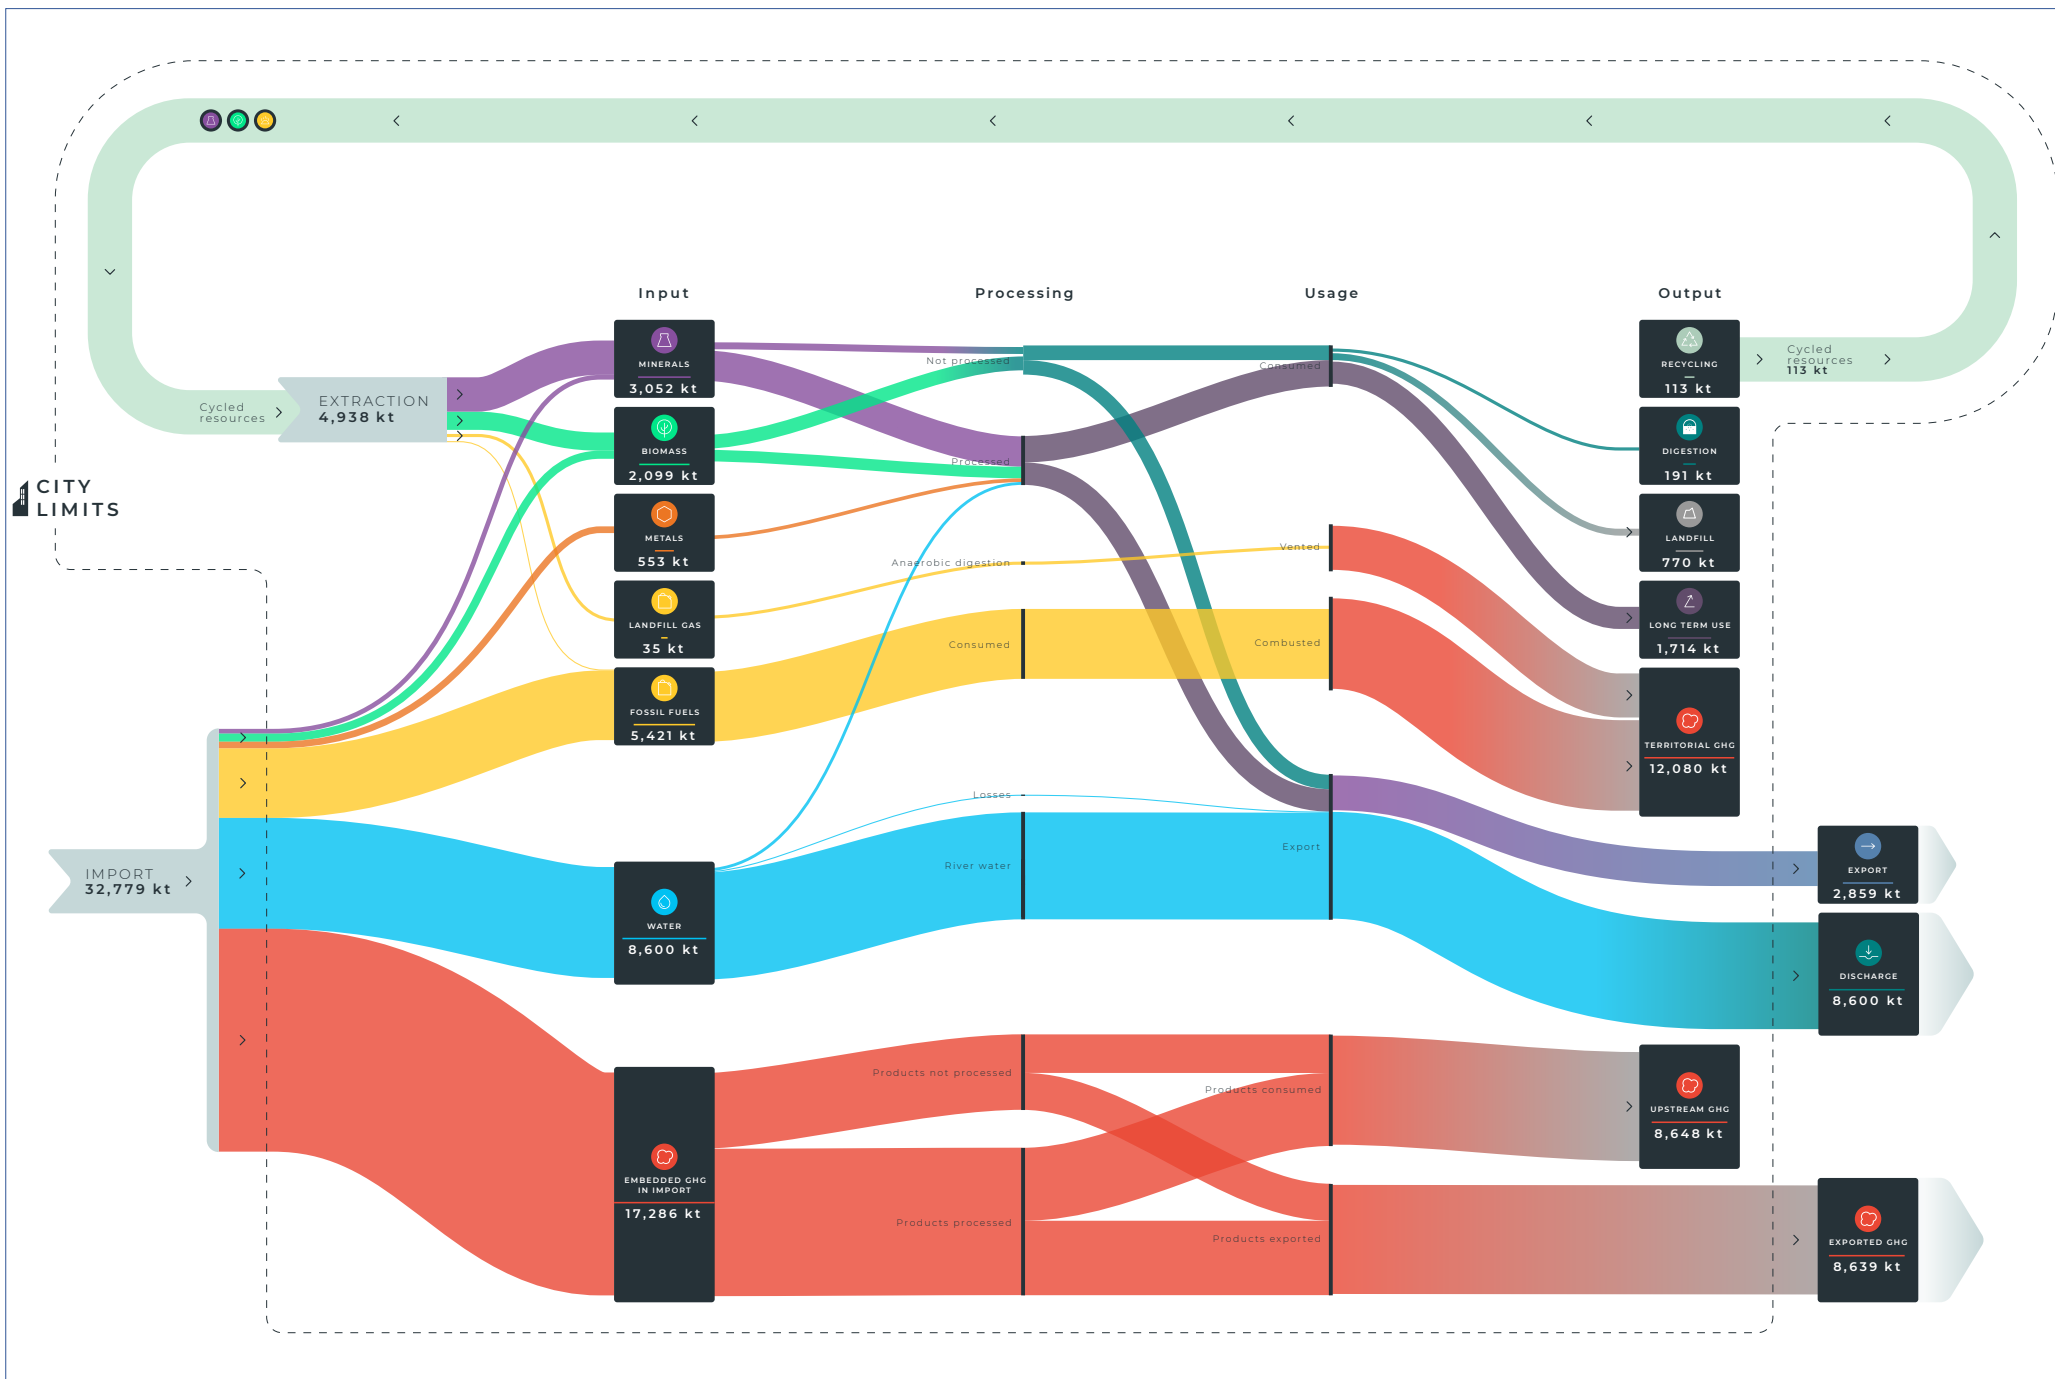 Input
Processing
Usage
Output
MINERALS
3,052 kt
BIOMASS
2,099 kt
METALS
553 kt
LANDFILL GAS
35 kt
FOSSIL FUELS
5,421 kt
WATER
8,600 kt
EMBEDDED GHG
IN IMPORT
17,286 kt
Cycled
resources
EXTRACTION
4,938 kt
CITY
LIMITS
IMPORT
32,779 kt
Not processed
Processed
Anaerobic digestion
Consumed
Losses
River water
Products not processed
Products processed
Consumed
Vented
Combusted
Export
Products consumed
Products exported
RECYCLING
113 kt
DIGESTION
191 kt
LANDFILL
770 kt
LONG TERM USE
1,714 kt
TERRITORIAL GHG
12,080 kt
UPSTREAM GHG
8,648 kt
Cycled
resources
113 kt
EXPORT
2,859 kt
DISCHARGE
8,600 kt
EXPORTED GHG
8,639 kt